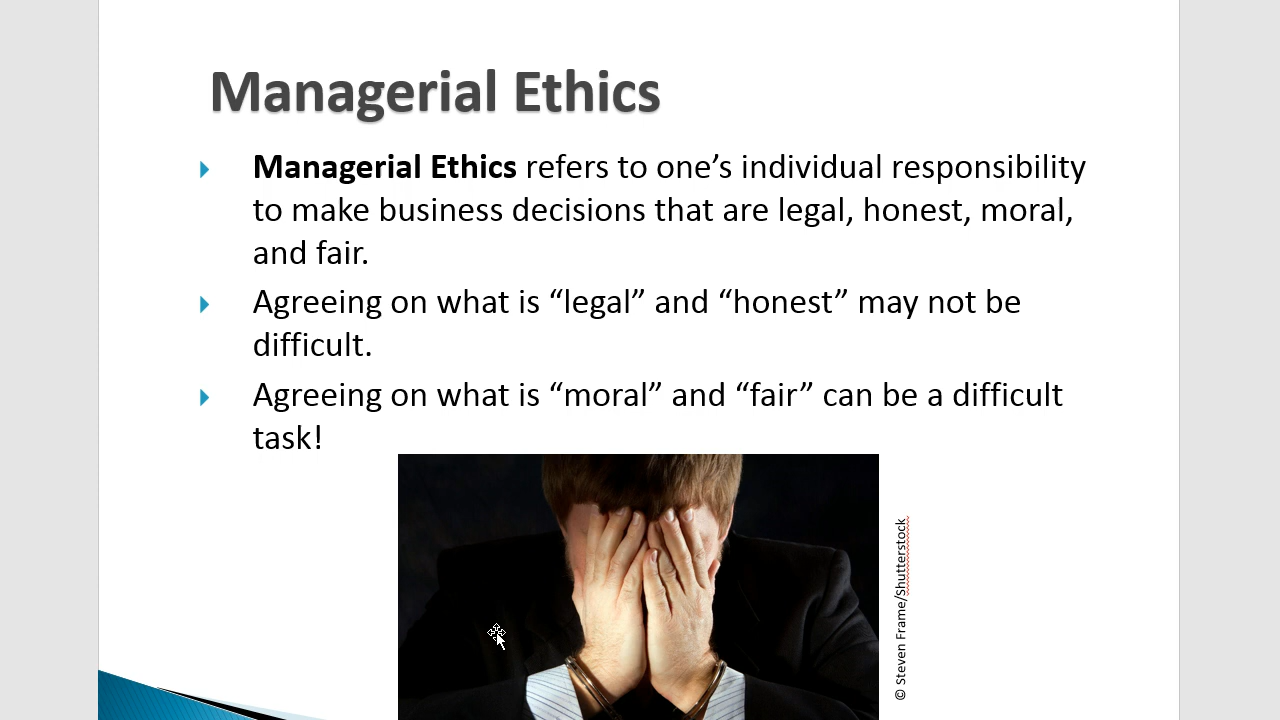 Managerial Ethics
Managerial Ethics refers to one’s individual responsibility
to make business decisions that are legal, honest, moral,
and fair.
Agreeing on what is “legal” and “honest” may not be
difficult.
Agreeing on what is “moral” and “fair” can be a difficult
task!
© Steven Frame/Shutterstock